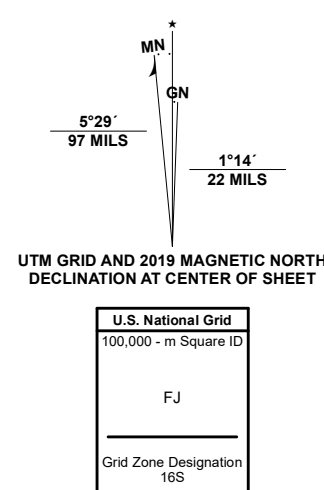 MN
GN
5°29´
97 MILS
1°14´
22 MILS
UTM GRID AND 2019 MAGNETIC NORTH
DECLINATION AT CENTER OF SHEET
U.S. National Grid
100,000 - m Square ID
FJ
Grid Zone Designation
16S